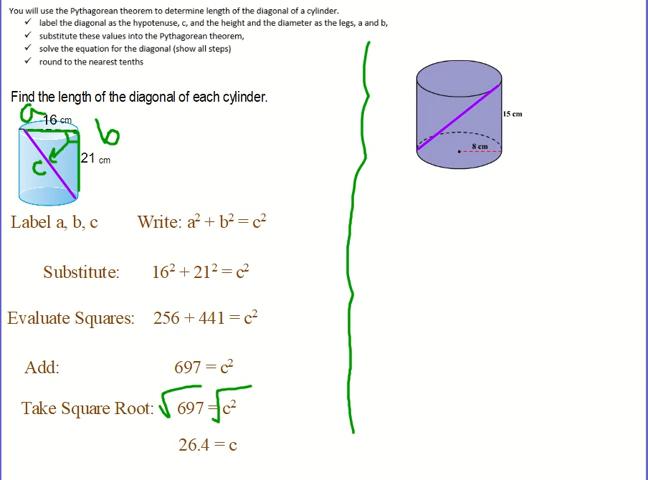 You will use the Pythagorean theorem to determine length of the diagonal of a cylinder.
✓ label the diagonal as the hypotenuse, c, and the height and the diameter as the legs, a and b,
✓ substitute these values into the Pythagorean theorem,
✓ solve the equation for the diagonal (show all steps)
✓ round to the nearest tenths
Find the length of the diagonal of each cylinder.
a
16 cm
b
c
21 cm
Label a, b, c Write: a² + b² = c²
Substitute: 16² + 21² = c²
Evaluate Squares: 256 + 441 = c²
Add: 697 = c²
Take Square Root: √697 = √c²
26.4 = c
15 cm
8 cm